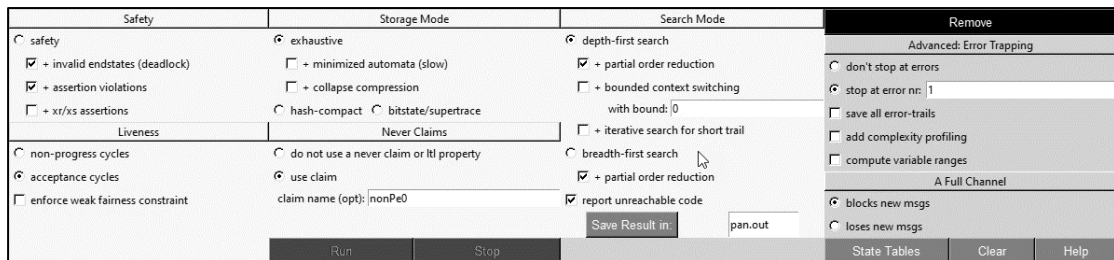 Safety
safety
+ invalid endstates (deadlock)
+ assertion violations
+ xr/xs assertions
Liveness
non-progress cycles
acceptance cycles
enforce weak fairness constraint
Storage Mode
exhaustive
+ minimized automata (slow)
+ collapse compression
hash-compact bitstate/supertrace
Never Claims
do not use a never claim or ltl property
use claim
claim name (opt): nonPe0
Run Stop
Search Mode
depth-first search
+ partial order reduction
+ bounded context switching
with bound: 0
+ iterative search for short trail
breadth-first search
+ partial order reduction
report unreachable code
Save Result in: pan.out
Remove
Advanced: Error Trapping
don't stop at errors
stop at error nr: 1
save all error-trails
add complexity profiling
compute variable ranges
A Full Channel
blocks new msgs
loses new msgs
State Tables Clear Help